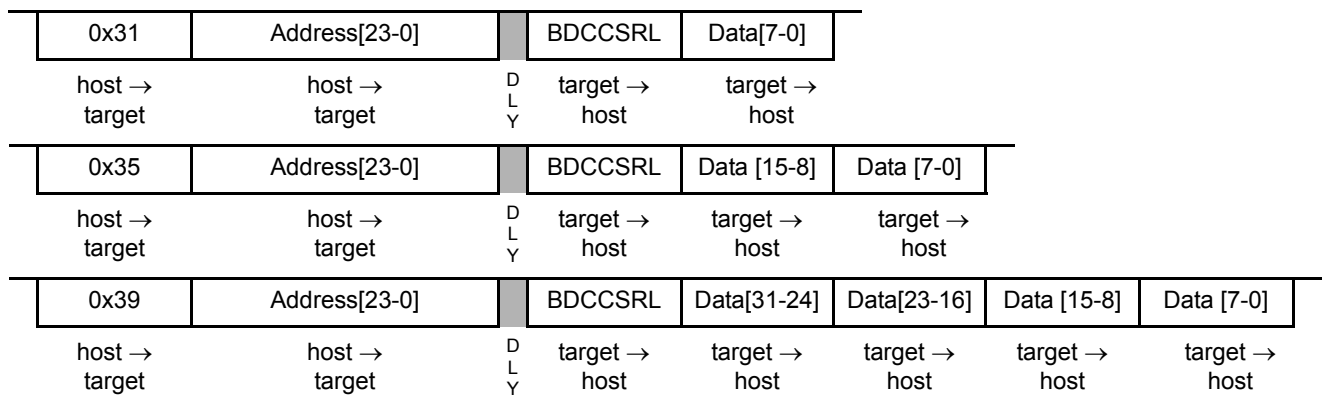 0x31 Address[23-0] BDCCSRL Data[7-0]
host → host → D target → target →
L
target target Y host host
0x35 Address[23-0] BDCCSRL Data [15-8] Data [7-0]
host → host → D target → target → target →
L
target target Y host host host
0x39 Address[23-0] BDCCSRL Data[31-24] Data[23-16] Data [15-8] Data [7-0]
host → host → D target → target → target → target → target →
L
target target Y host host host host host